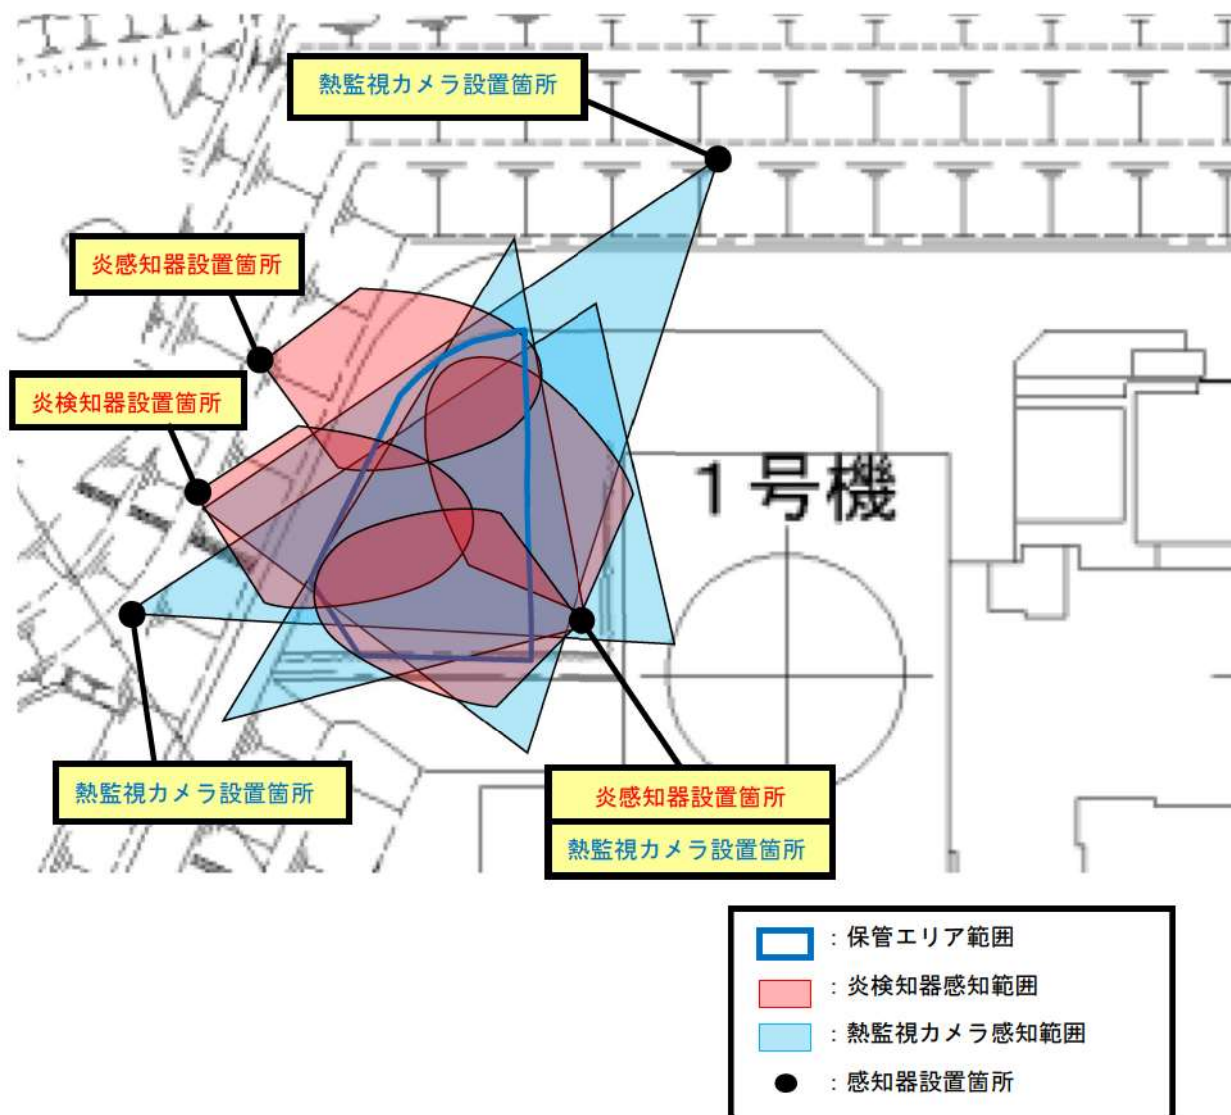 熱監視カメラ設置箇所
炎感知器設置箇所
炎検知器設置箇所
1号機
熱監視カメラ設置箇所
炎感知器設置箇所
熱監視カメラ設置箇所
：保管エリア範囲
：炎検知器感知範囲
：熱監視カメラ感知範囲
：感知器設置箇所